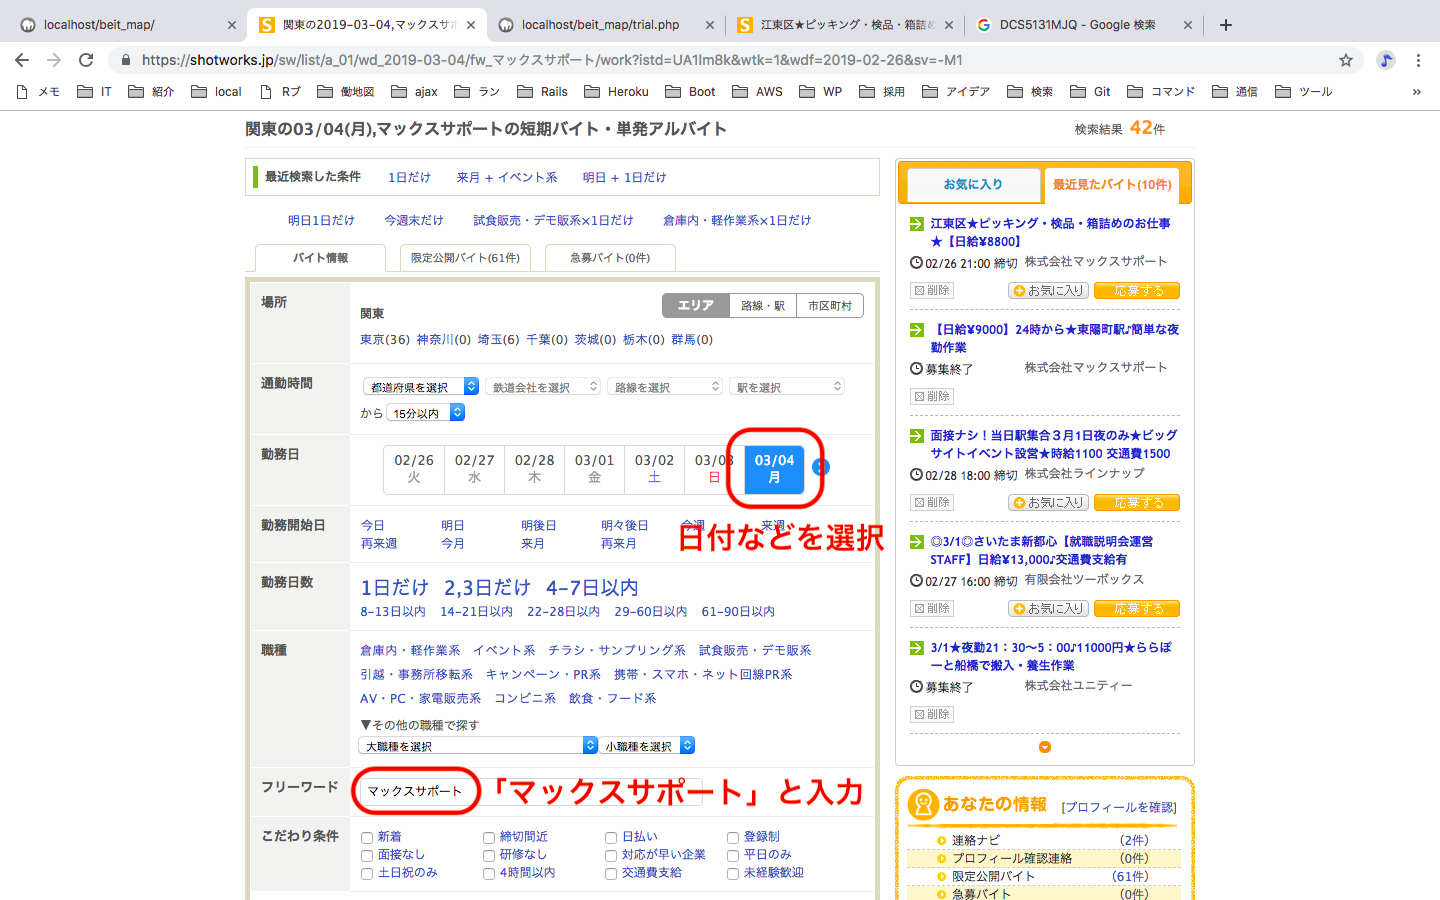 localhost/beit_map/
関東の2019-03-04,マックスサポ
localhost/beit_map/trial.php
江東区★ピッキング・検品・箱詰め
DCS5131MJQ - Google 検索
https://shotworks.jp/sw/list/a_01/wd_2019-03-04/fw_マックスサポート/work?istd=UA1Im8k&wtk=1&wdf=2019-02-26&sv=-M1
メモ IT 紹介 local Rブ 働地図 ajax ラン Rails Heroku Boot AWS WP 採用 アイデア 検索 Git コマンド 通信 ツール »
関東の03/04(月),マックスサポートの短期バイト・単発アルバイト
検索結果 42件
最近検索した条件 1日だけ 来月 + イベント系 明日 + 1日だけ
明日1日だけ 今週末だけ 試食販売・デモ販系×1日だけ 倉庫内・軽作業系×1日だけ
バイト情報 限定公開バイト(61件) 急募バイト(0件)
場所
関東
エリア 路線・駅 市区町村
東京(36) 神奈川(0) 埼玉(6) 千葉(0) 茨城(0) 栃木(0) 群馬(0)
通勤時間
都道府県を選択 鉄道会社を選択 路線を選択 駅を選択
から 15分以内
勤務日
02/26 02/27 02/28 03/01 03/02 03/03 03/04
火 水 木 金 土 日 月
日付などを選択
勤務開始日
今日 明日 明後日 明々後日 今週 来週
再来週 今月 来月 再来月
勤務日数
1日だけ 2,3日だけ 4-7日以内
8-13日以内 14-21日以内 22-28日以内 29-60日以内 61-90日以内
職種
倉庫内・軽作業系 イベント系 チラシ・サンプリング系 試食販売・デモ販系
引越・事務所移転系 キャンペーン・PR系 携帯・スマホ・ネット回線PR系
AV・PC・家電販売系 コンビニ系 飲食・フード系
▼その他の職種で探す
大職種を選択 小職種を選択
フリーワード
マックスサポート
「マックスサポート」と入力
こだわり条件
新着 締切間近 日払い 登録制
面接なし 研修なし 対応が早い企業 平日のみ
土日祝のみ 4時間以内 交通費支給 未経験歓迎
お気に入り 最近見たバイト(10件)
江東区★ピッキング・検品・箱詰めのお仕事
★【日給¥8800】
02/26 21:00 締切 株式会社マックスサポート
削除 お気に入り 応募する
【日給¥9000】24時から★東陽町駅♪簡単な夜
勤作業
募集終了 株式会社マックスサポート
削除
面接ナシ！当日駅集合３月1日夜のみ★ビッグ
サイトイベント設営★時給1100 交通費1500
02/28 18:00 締切 株式会社ラインナップ
削除 お気に入り 応募する
◎3/1◎さいたま新都心【就職説明会運営
STAFF】日給¥13,000♪交通費支給有
02/27 16:00 締切 有限会社ツーボックス
削除 お気に入り 応募する
3/1★夜勤21：30〜5：00♪11000円★ららぽ
ーと船橋で搬入・養生作業
募集終了 株式会社ユニティー
削除
あなたの情報 [プロフィールを確認]
連絡ナビ (2件)
プロフィール確認連絡 (0件)
限定公開バイト (61件)
急募バイト (0件)